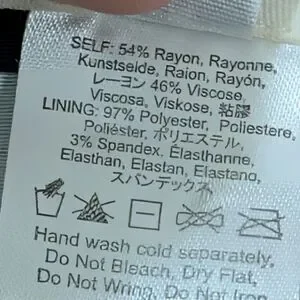 SELF: 54% Rayon, Rayonne,
Kunstseide, Raion, Rayón,
レーヨン 46% Viscose,
Viscosa, Viskose, 粘膠
LINING: 97% Polyester, Poliestere,
Poliéster, ポリエステル,
3% Spandex, Élasthanne,
Elasthan, Elastan, Elastano,
スパンデックス
Hand wash cold separately,
Do Not Bleach, Dry Flat,
Do Not Wring, Do Not Iron